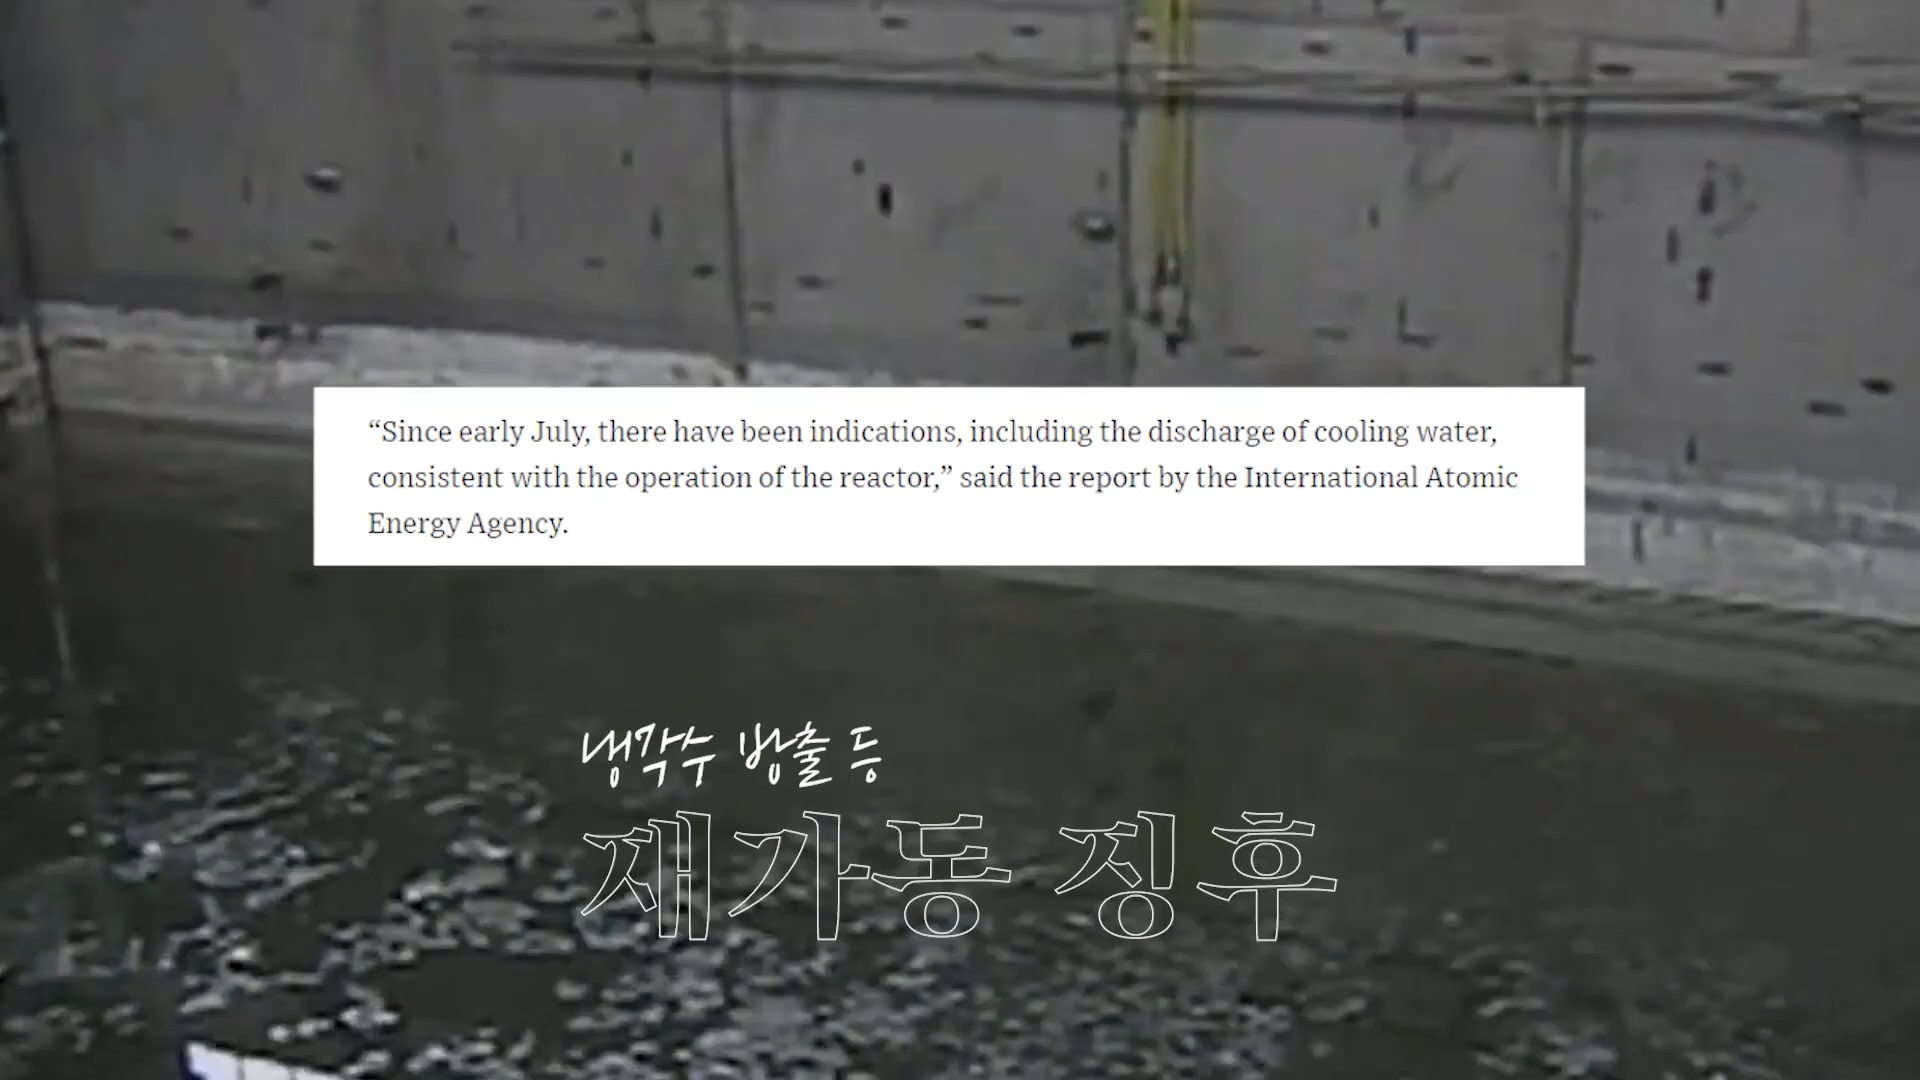 “Since early July, there have been indications, including the discharge of cooling water,
consistent with the operation of the reactor,” said the report by the International Atomic
Energy Agency.
냉각수 방출 등
재가동 징후